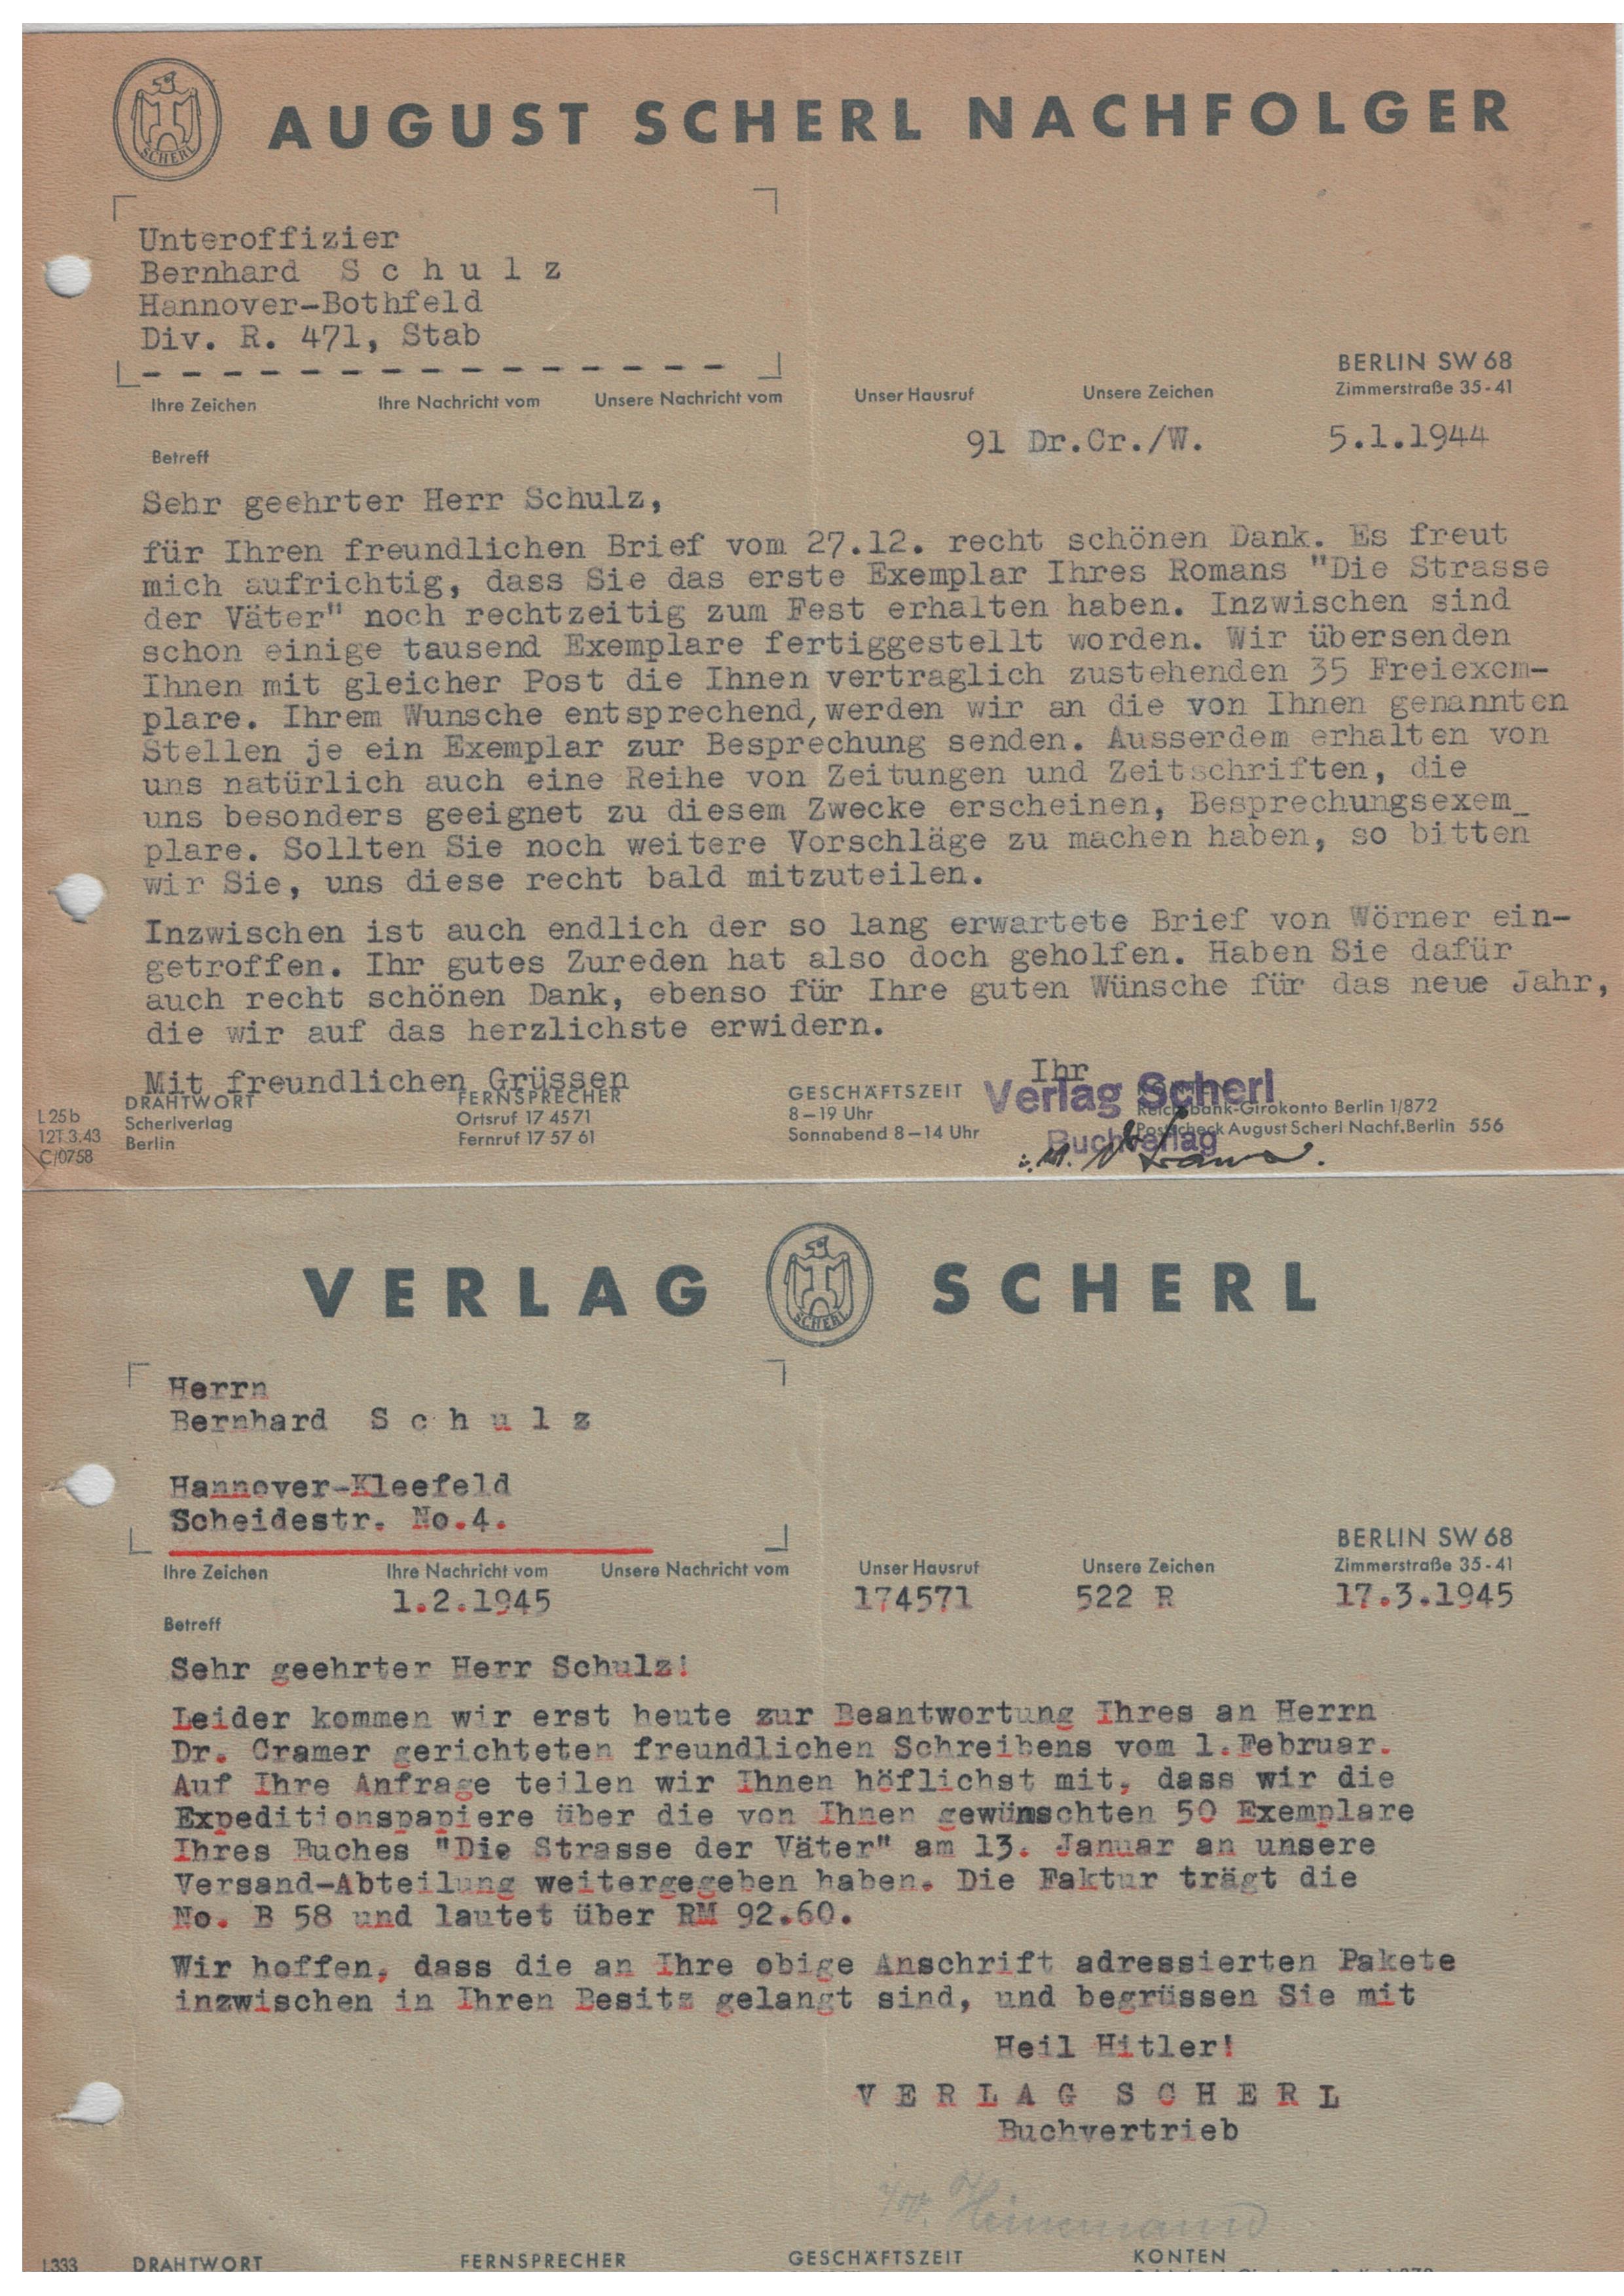 SCHERL
AUGUST SCHERL NACHFOLGER
Unteroffizier
Bernhard S c h u l z
Hannover-Bothfeld
Div. R. 471, Stab
BERLIN SW 68
Ihre Zeichen Ihre Nachricht vom Unsere Nachricht vom Unser Hausruf Unsere Zeichen Zimmerstraße 35-41
91 Dr.Cr./W. 5.1.1944
Betreff
Sehr geehrter Herr Schulz,
für Ihren freundlichen Brief vom 27.12. recht schönen Dank. Es freut
mich aufrichtig, dass Sie das erste Exemplar Ihres Romans "Die Strasse
der Väter" noch rechtzeitig zum Fest erhalten haben. Inzwischen sind
schon einige tausend Exemplare fertiggestellt worden. Wir übersenden
Ihnen mit gleicher Post die Ihnen vertraglich zustehenden 35 Freiexem-
plare. Ihrem Wunsche entsprechend, werden wir an die von Ihnen genannten
Stellen je ein Exemplar zur Besprechung senden. Ausserdem erhalten von
uns natürlich auch eine Reihe von Zeitungen und Zeitschriften, die
uns besonders geeignet zu diesem Zwecke erscheinen, Besprechungsexem_
plare. Sollten Sie noch weitere Vorschläge zu machen haben, so bitten
wir Sie, uns diese recht bald mitzuteilen.
Inzwischen ist auch endlich der so lang erwartete Brief von Wörner ein-
getroffen. Ihr gutes Zureden hat also doch geholfen. Haben Sie dafür
auch recht schönen Dank, ebenso für Ihre guten Wünsche für das neue Jahr,
die wir auf das herzlichste erwidern.
Mit freundlichen Grüssen Ihr
Verlag Scherl
Buchverlag
L25b DRAHTWORT FERNSPRECHER GESCHÄFTSZEIT
12T.3.43 Scherlverlag Ortsruf 17 4571 8–19 Uhr Reichsbank-Girokonto Berlin 1/872
C/0758 Berlin Fernruf 17 57 61 Sonnabend 8–14 Uhr Postscheck August Scherl Nachf. Berlin 556
VERLAG SCHERL SCHERL
Herrn
Bernhard S c h u l z
Hannover-Kleefeld
Scheidestr. No.4.
BERLIN SW 68
Ihre Zeichen Ihre Nachricht vom Unsere Nachricht vom Unser Hausruf Unsere Zeichen Zimmerstraße 35-41
1.2.1945 174571 522 R 17.3.1945
Betreff
Sehr geehrter Herr Schulz!
Leider kommen wir erst heute zur Beantwortung Ihres an Herrn
Dr. Cramer gerichteten freundlichen Schreibens vom 1.Februar.
Auf Ihre Anfrage teilen wir Ihnen höflichst mit, dass wir die
Expeditionspapiere über die von Ihnen gewünschten 50 Exemplare
Ihres Buches "Die Strasse der Väter" am 13. Januar an unsere
Versand-Abteilung weitergegeben haben. Die Faktur trägt die
No. B 58 und lautet über RM 92.60.
Wir hoffen, dass die an Ihre obige Anschrift adressierten Pakete
inzwischen in Ihren Besitz gelangt sind, und begrüssen Sie mit
Heil Hitler!
V E R L A G S C H E R L
Buchvertrieb
Heinemann
L333 DRAHTWORT FERNSPRECHER GESCHÄFTSZEIT KONTEN